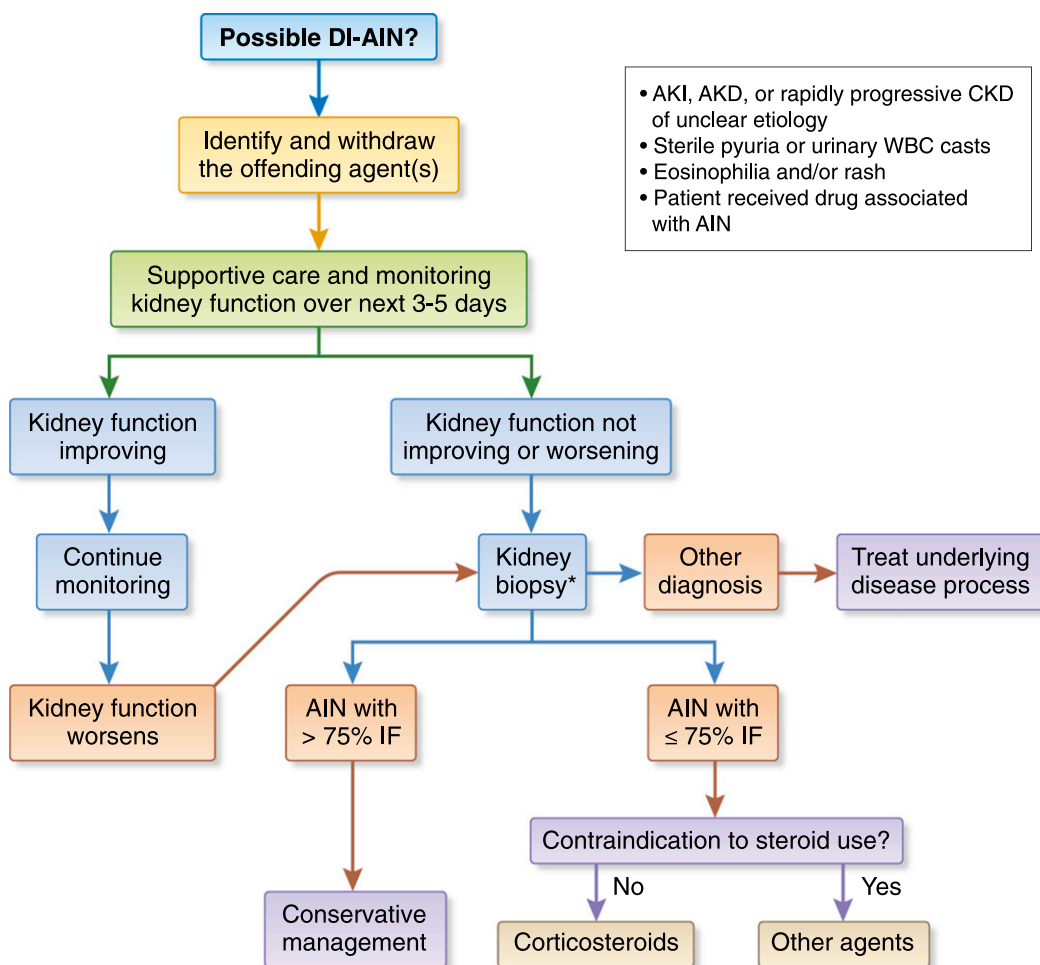 Possible DI-AIN?
• AKI, AKD, or rapidly progressive CKD
of unclear etiology
• Sterile pyuria or urinary WBC casts
• Eosinophilia and/or rash
• Patient received drug associated
with AIN
Identify and withdraw
the offending agent(s)
Supportive care and monitoring
kidney function over next 3-5 days
Kidney function
improving
Kidney function not
improving or worsening
Continue
monitoring
Kidney
biopsy*
Other
diagnosis
Treat underlying
disease process
Kidney function
worsens
AIN with
> 75% IF
AIN with
≤ 75% IF
Contraindication to steroid use?
No
Yes
Conservative
management
Corticosteroids
Other agents